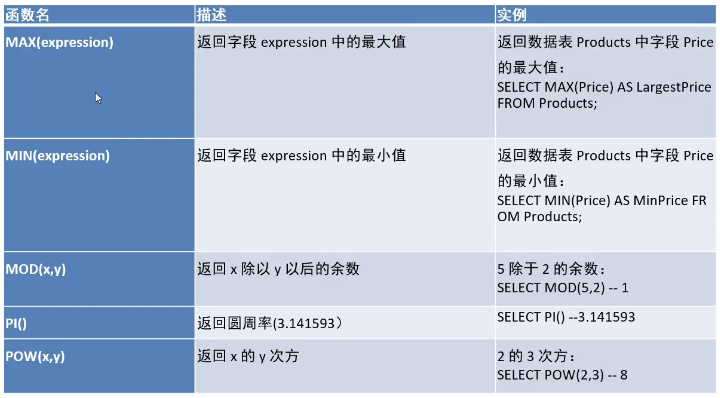 函数名 描述 实例
MAX(expression) 返回字段 expression 中的最大值 返回数据表 Products 中字段 Price
的最大值：
SELECT MAX(Price) AS LargestPrice
FROM Products;
MIN(expression) 返回字段 expression 中的最小值 返回数据表 Products 中字段 Price
的最小值：
SELECT MIN(Price) AS MinPrice FR
OM Products;
MOD(x,y) 返回 x 除以 y 以后的余数 5 除于 2 的余数：
SELECT MOD(5,2) -- 1
PI() 返回圆周率(3.141593） SELECT PI() --3.141593
POW(x,y) 返回 x 的 y 次方 2 的 3 次方：
SELECT POW(2,3) -- 8